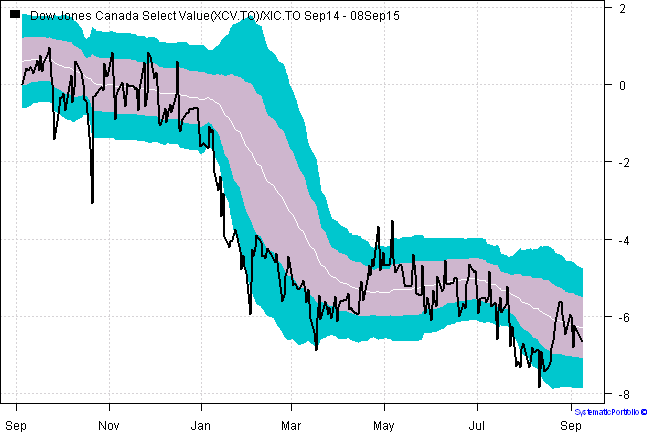 Dow Jones Canada Select Value(XCV.TO)/XIC.TO Sep14 - 08Sep15
2
0
-2
-4
-6
-8
Sep Nov Jan Mar May Jul Sep
SystematicPortfolio ©